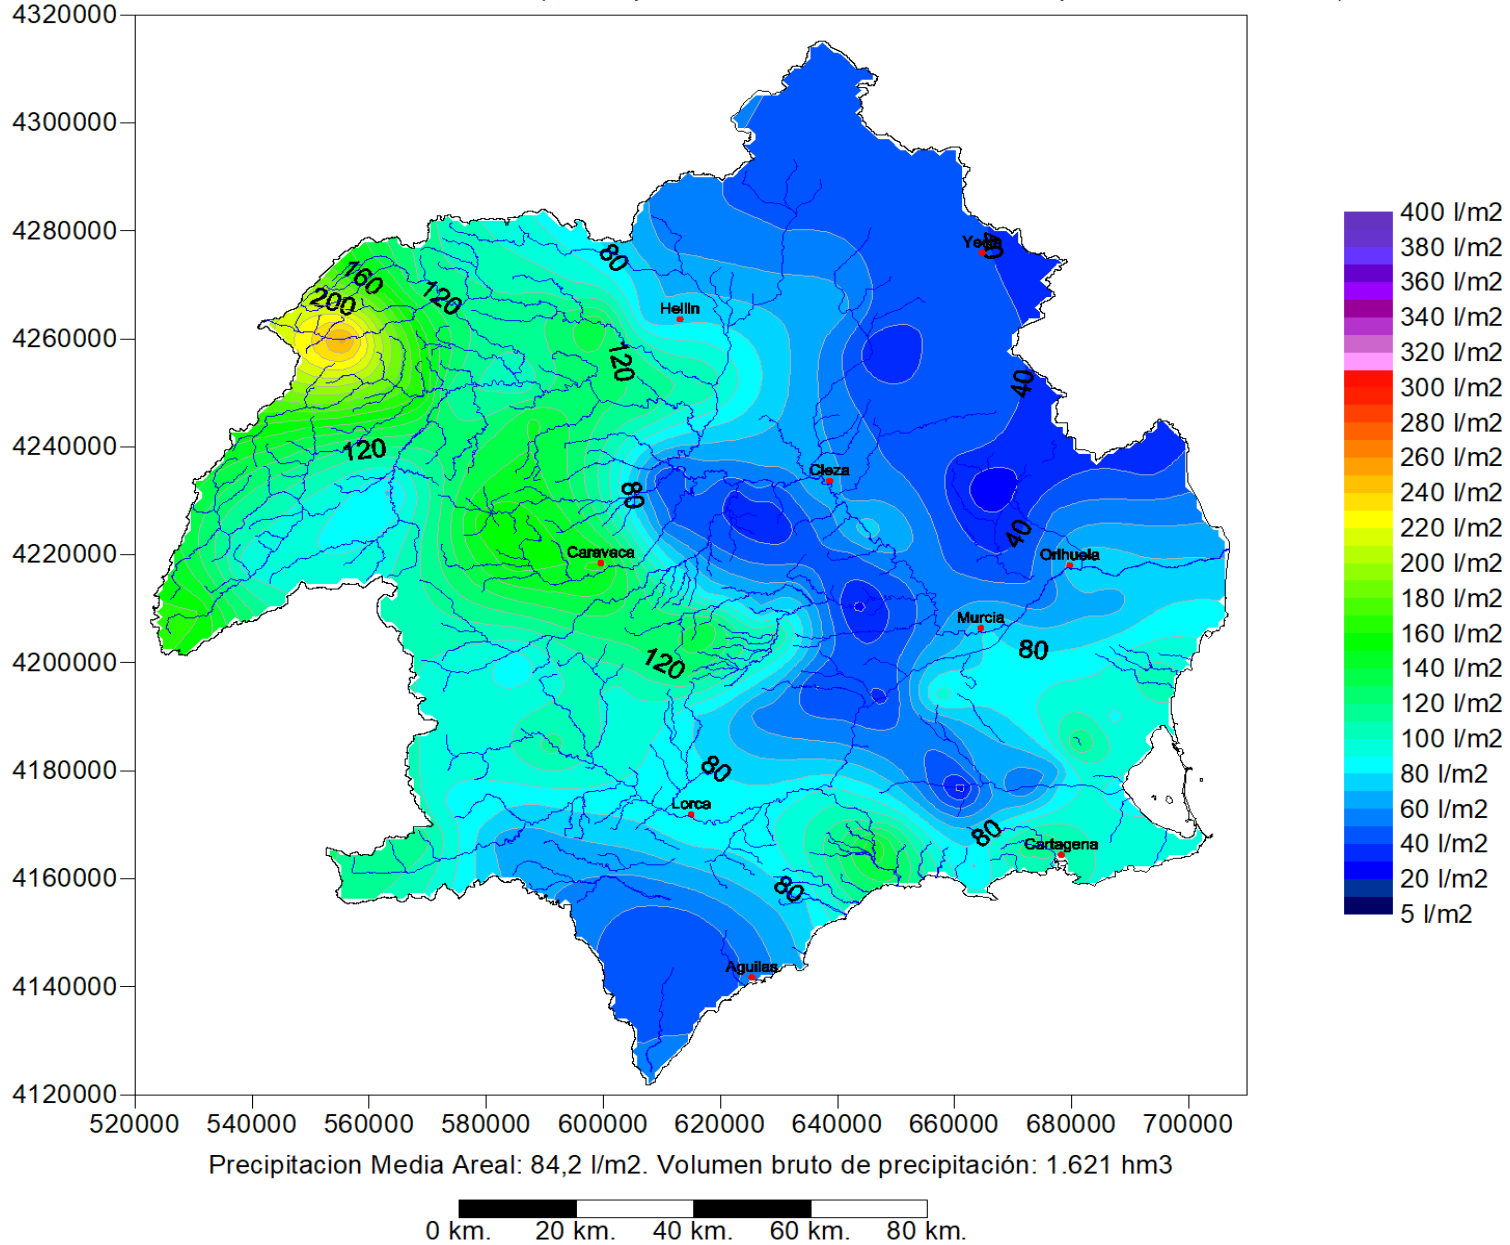 4320000
4300000
4280000
4260000
4240000
4220000
4200000
4180000
4160000
4140000
4120000
520000 540000 560000 580000 600000 620000 640000 660000 680000 700000
Yecla
40
80
160
200
120
Hellin
120
40
120
Cieza
80
40
Caravaca
Orihuela
Murcia
80
120
80
Lorca
80
Cartagena
80
Aguilas
400 l/m2
380 l/m2
360 l/m2
340 l/m2
320 l/m2
300 l/m2
280 l/m2
260 l/m2
240 l/m2
220 l/m2
200 l/m2
180 l/m2
160 l/m2
140 l/m2
120 l/m2
100 l/m2
80 l/m2
60 l/m2
40 l/m2
20 l/m2
5 l/m2
Precipitacion Media Areal: 84,2 l/m2. Volumen bruto de precipitación: 1.621 hm3
0 km. 20 km. 40 km. 60 km. 80 km.